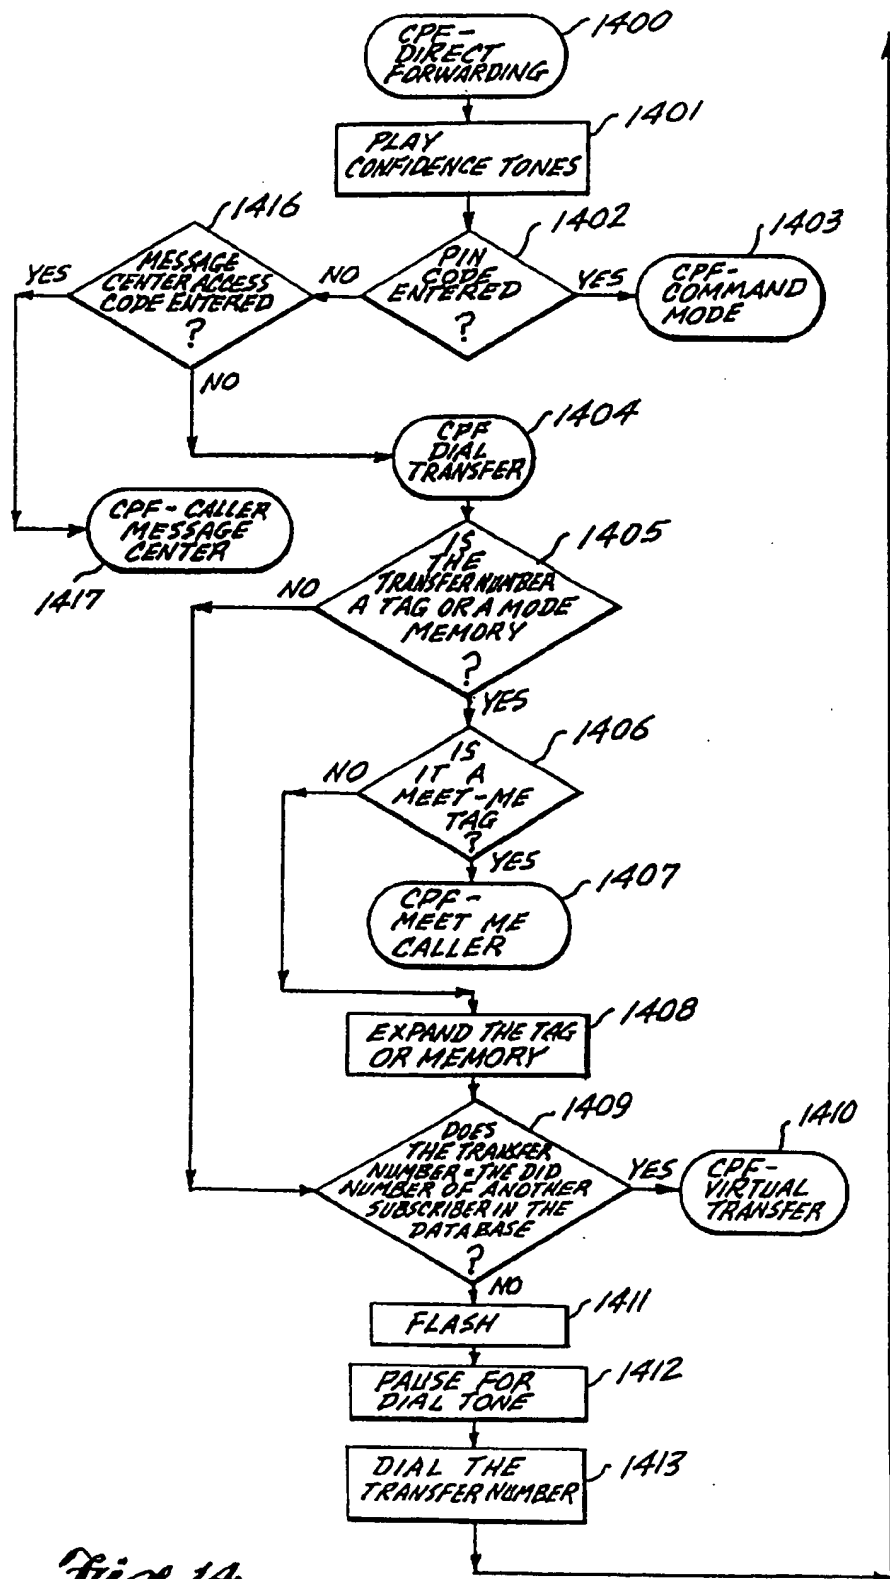 CPF-
DIRECT
FORWARDING
1400
PLAY
CONFIDENCE TONES
1401
1416
MESSAGE
CENTER ACCESS
CODE ENTERED
?
YES
NO
NO
1402
PIN
CODE
ENTERED
?
YES
1403
CPF-
COMMAND
MODE
1404
CPF
DIAL
TRANSFER
CPF-CALLER
MESSAGE
CENTER
1417
1405
IS
THE
TRANSFER NUMBER
A TAG OR A MODE
MEMORY
?
NO
YES
1406
IS
IT A
MEET-ME
TAG
?
NO
YES
1407
CPF-
MEET ME
CALLER
1408
EXPAND THE TAG
OR MEMORY
1409
DOES
THE TRANSFER
NUMBER = THE DID
NUMBER OF ANOTHER
SUBSCRIBER IN THE
DATABASE
?
YES
NO
1410
CPF-
VIRTUAL
TRANSFER
FLASH
1411
PAUSE FOR
DIAL TONE
1412
DIAL THE
TRANSFER NUMBER
1413
Fig. 14